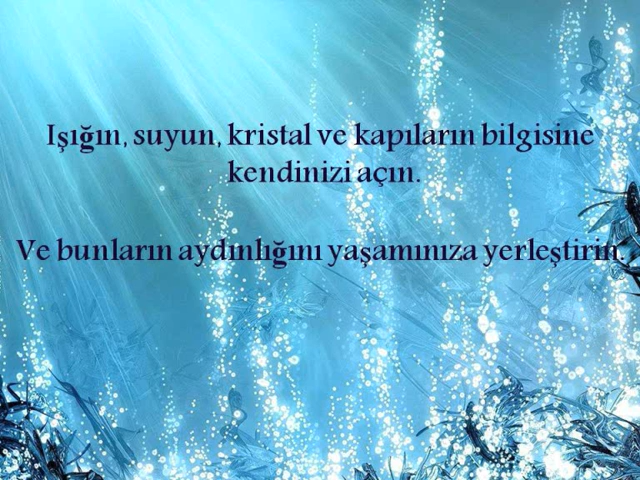 Işığın, suyun, kristal ve kapıların bilgisine
kendinizi açın.
Ve bunların aydınlığını yaşamınıza yerleştirin.